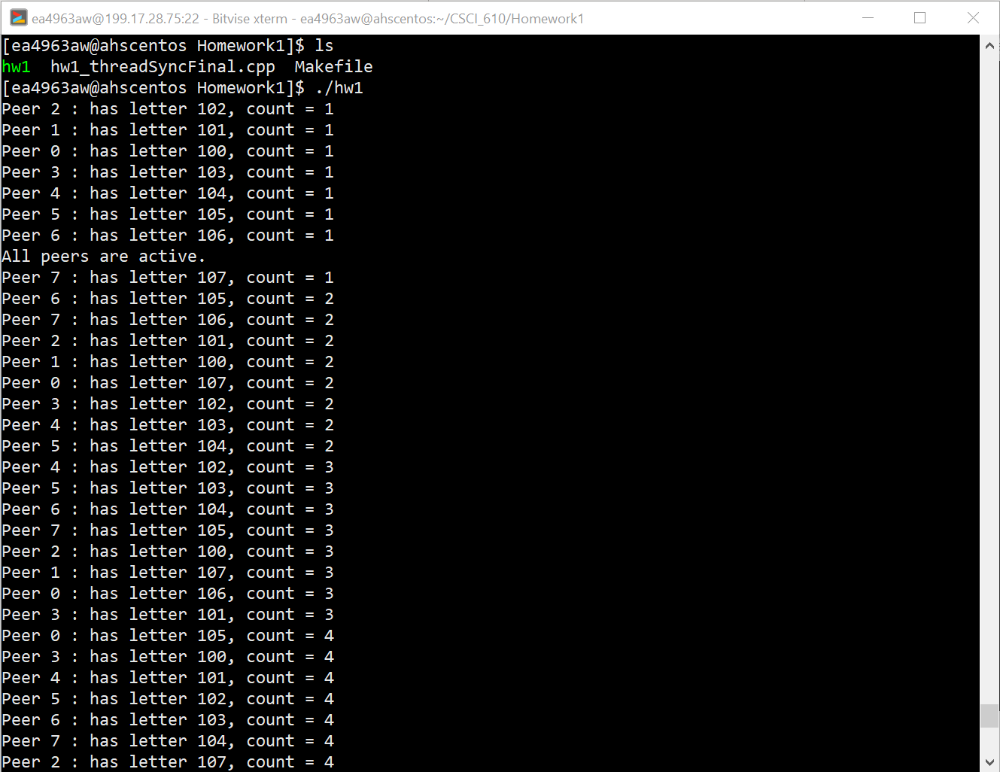 ea4963aw@199.17.28.75:22 - Bitvise xterm - ea4963aw@ahscentos:~/CSCI_610/Homework1
[ea4963aw@ahscentos Homework1]$ ls
hw1  hw1_threadSyncFinal.cpp  Makefile
[ea4963aw@ahscentos Homework1]$ ./hw1
Peer 2 : has letter 102, count = 1
Peer 1 : has letter 101, count = 1
Peer 0 : has letter 100, count = 1
Peer 3 : has letter 103, count = 1
Peer 4 : has letter 104, count = 1
Peer 5 : has letter 105, count = 1
Peer 6 : has letter 106, count = 1
All peers are active.
Peer 7 : has letter 107, count = 1
Peer 6 : has letter 105, count = 2
Peer 7 : has letter 106, count = 2
Peer 2 : has letter 101, count = 2
Peer 1 : has letter 100, count = 2
Peer 0 : has letter 107, count = 2
Peer 3 : has letter 102, count = 2
Peer 4 : has letter 103, count = 2
Peer 5 : has letter 104, count = 2
Peer 4 : has letter 102, count = 3
Peer 5 : has letter 103, count = 3
Peer 6 : has letter 104, count = 3
Peer 7 : has letter 105, count = 3
Peer 2 : has letter 100, count = 3
Peer 1 : has letter 107, count = 3
Peer 0 : has letter 106, count = 3
Peer 3 : has letter 101, count = 3
Peer 0 : has letter 105, count = 4
Peer 3 : has letter 100, count = 4
Peer 4 : has letter 101, count = 4
Peer 5 : has letter 102, count = 4
Peer 6 : has letter 103, count = 4
Peer 7 : has letter 104, count = 4
Peer 2 : has letter 107, count = 4